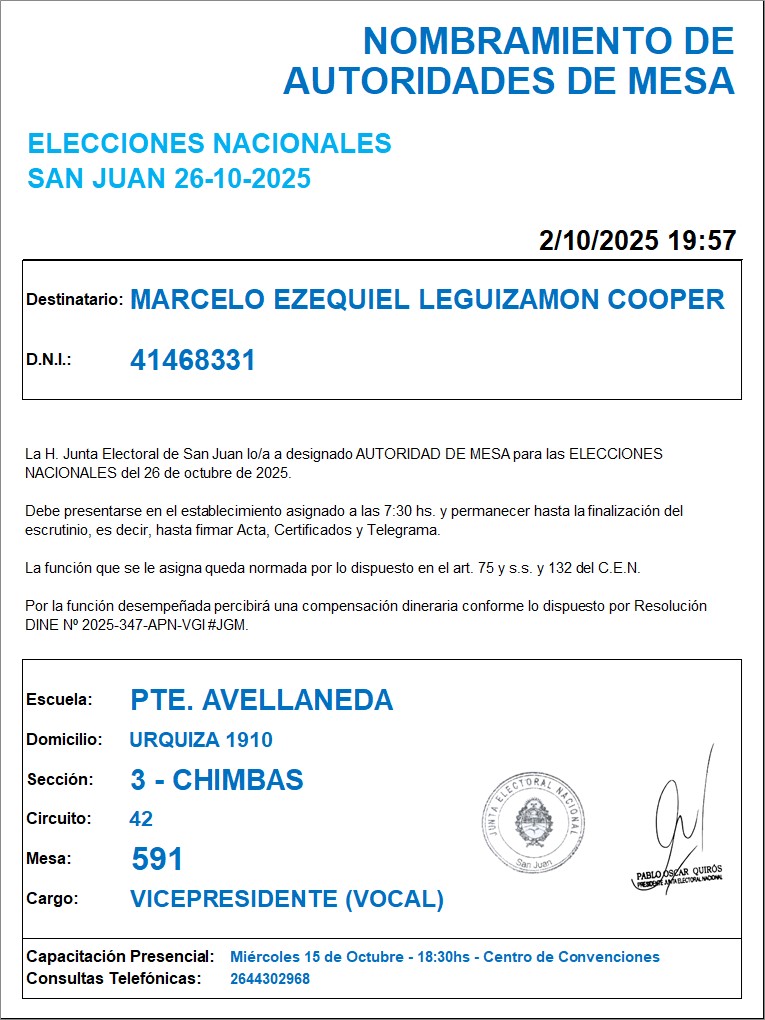 NOMBRAMIENTO DE
AUTORIDADES DE MESA
ELECCIONES NACIONALES
SAN JUAN 26-10-2025
2/10/2025 19:57
Destinatario: MARCELO EZEQUIEL LEGUIZAMON COOPER
D.N.I.: 41468331
La H. Junta Electoral de San Juan lo/a a designado AUTORIDAD DE MESA para las ELECCIONES
NACIONALES del 26 de octubre de 2025.
Debe presentarse en el establecimiento asignado a las 7:30 hs. y permanecer hasta la finalización del
escrutinio, es decir, hasta firmar Acta, Certificados y Telegrama.
La función que se le asigna queda normada por lo dispuesto en el art. 75 y s.s. y 132 del C.E.N.
Por la función desempeñada percibirá una compensación dineraria conforme lo dispuesto por Resolución
DINE Nº 2025-347-APN-VGI#JGM.
Escuela: PTE. AVELLANEDA
Domicilio: URQUIZA 1910
Sección: 3 - CHIMBAS
Circuito: 42
Mesa: 591
Cargo: VICEPRESIDENTE (VOCAL)
JUNTA ELECTORAL NACIONAL
San Juan
PABLO OSCAR QUIRÓS
PRESIDENTE JUNTA ELECTORAL NACIONAL
Capacitación Presencial: Miércoles 15 de Octubre - 18:30hs - Centro de Convenciones
Consultas Telefónicas: 2644302968